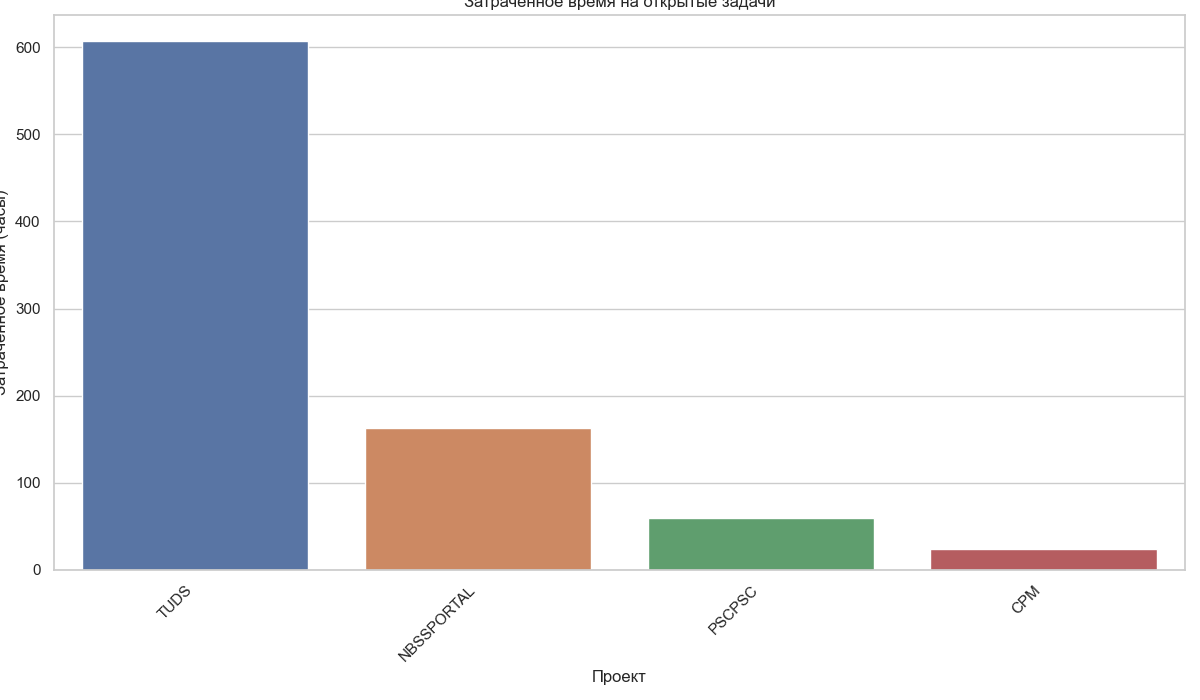 Затраченное время на открытые задачи
Затраченное время (часы)
600
500
400
300
200
100
0
TUDS
NBSSPORTAL
PSCPSC
CPM
Проект